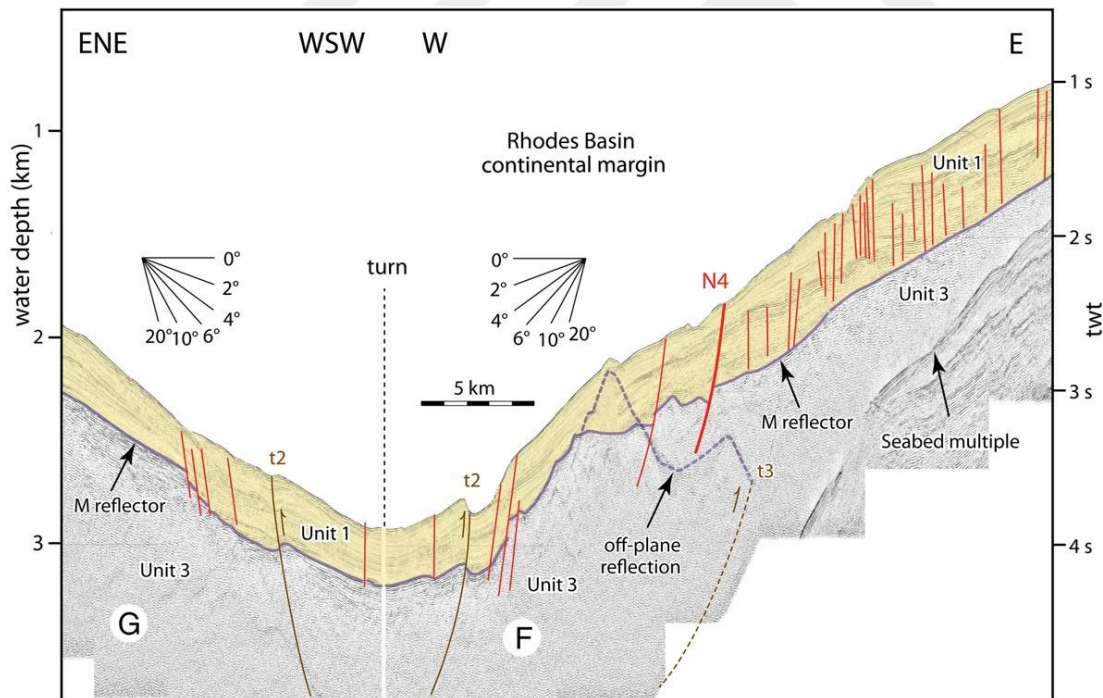 ENE
WSW
W
E
1 s
1
Rhodes Basin
continental margin
Unit 1
water depth (km)
2 s
turn
0°
2°
4°
6°
10°
20°
0°
2°
4°
6°
10°
20°
N4
Unit 3
twt
2
5 km
3 s
M reflector
Seabed multiple
t2
t2
t3
M reflector
Unit 1
3
off-plane
reflection
4 s
Unit 3
Unit 3
G
F